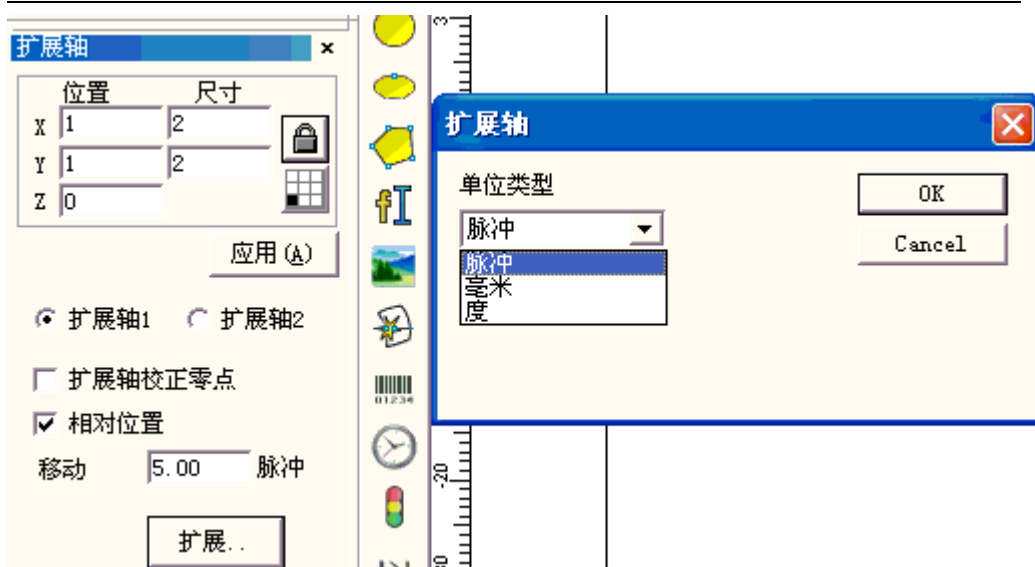 扩展轴
位置 尺寸
X 1 2
Y 1 2
Z 0
应用(A)
扩展轴1 扩展轴2
扩展轴校正零点
相对位置
移动 5.00 脉冲
扩展..
01234
扩展轴
单位类型
脉冲
脉冲
毫米
度
OK
Cancel
-20